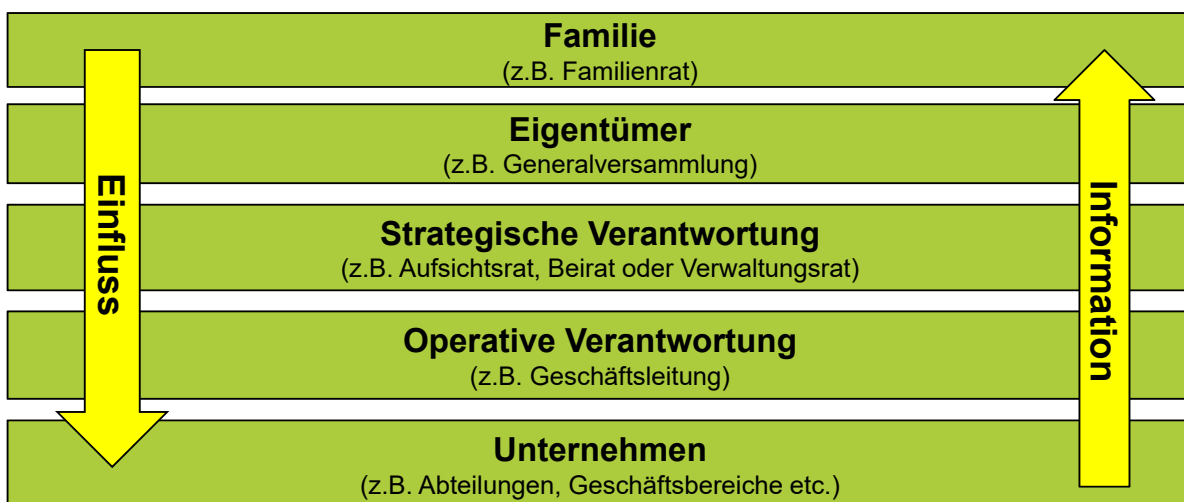 Familie
(z.B. Familienrat)
Eigentümer
(z.B. Generalversammlung)
Strategische Verantwortung
(z.B. Aufsichtsrat, Beirat oder Verwaltungsrat)
Operative Verantwortung
(z.B. Geschäftsleitung)
Unternehmen
(z.B. Abteilungen, Geschäftsbereiche etc.)
Einfluss
Information